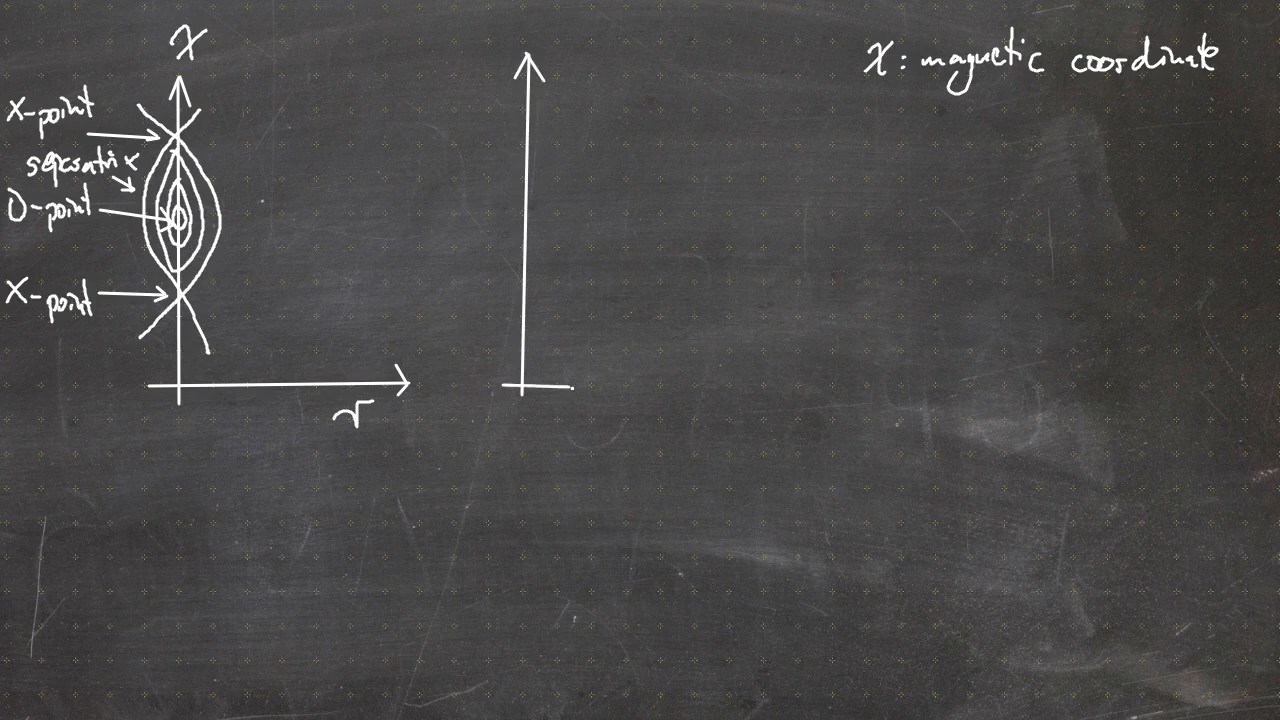 χ
χ: magnetic coordinate
X-point
separatrix
O-point
X-point
r